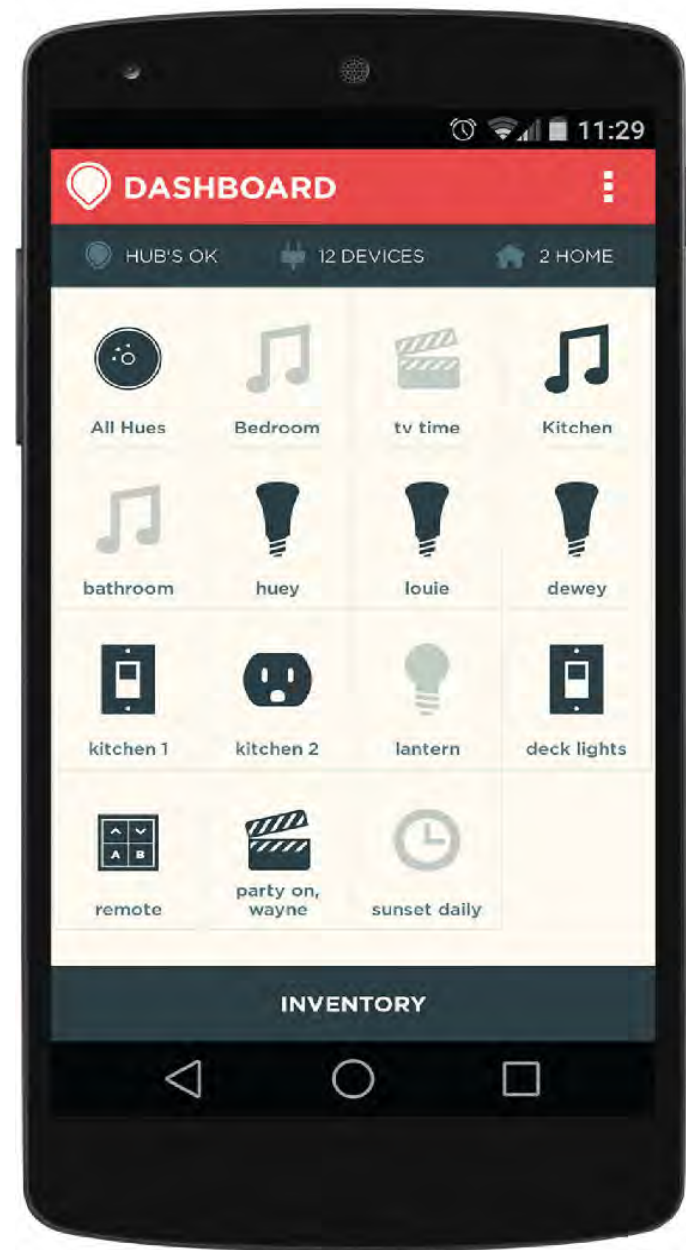 11:29
DASHBOARD
HUB'S OK 12 DEVICES 2 HOME
All Hues Bedroom tv time Kitchen
bathroom huey louie dewey
kitchen 1 kitchen 2 lantern deck lights
A B
remote party on, wayne sunset daily
INVENTORY